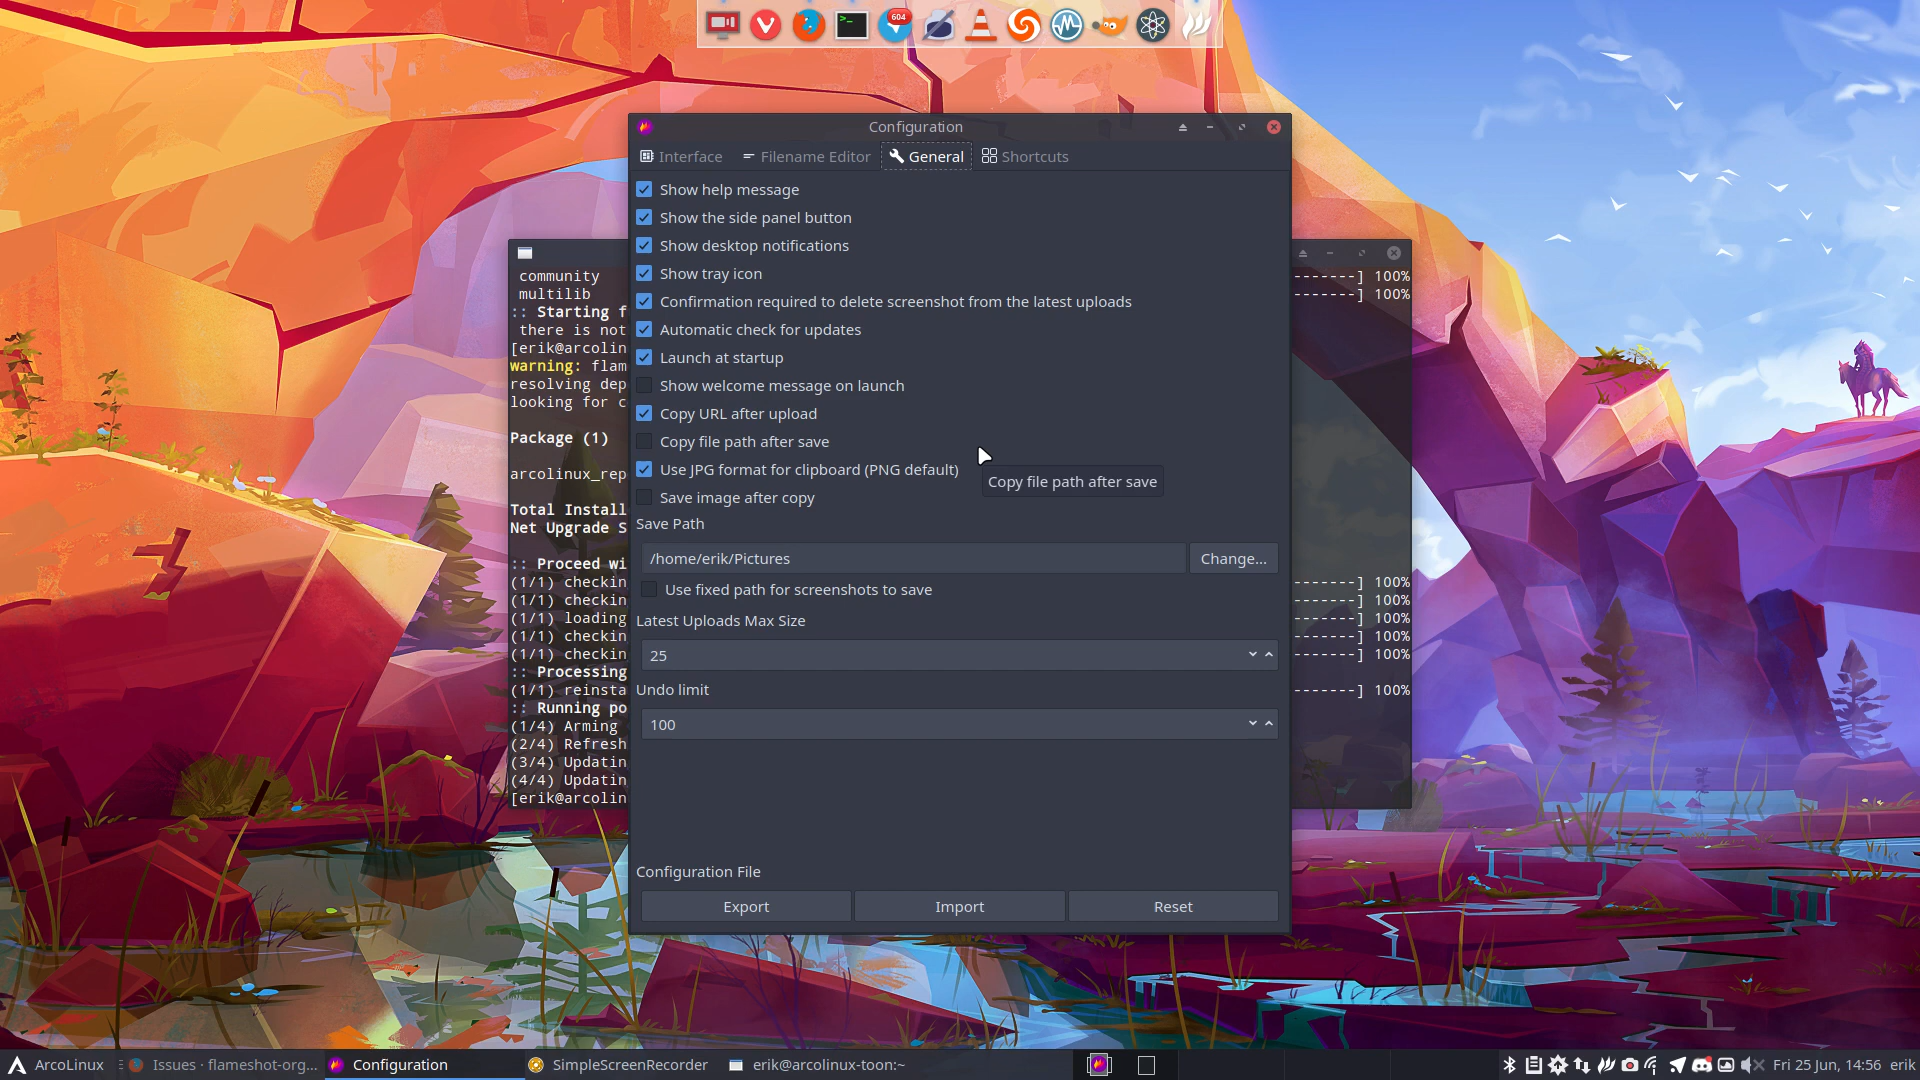 604
Configuration
Interface
Filename Editor
General
Shortcuts
Show help message
Show the side panel button
Show desktop notifications
Show tray icon
Confirmation required to delete screenshot from the latest uploads
Automatic check for updates
Launch at startup
Show welcome message on launch
Copy URL after upload
Copy file path after save
Use JPG format for clipboard (PNG default)
Copy file path after save
Save image after copy
Save Path
/home/erik/Pictures
Change...
Use fixed path for screenshots to save
Latest Uploads Max Size
25
Undo limit
100
Configuration File
Export
Import
Reset
community
multilib
:: Starting f
there is not
[erik@arcolin
warning: flam
resolving dep
looking for c
Package (1)
arcolinux_rep
Total Install
Net Upgrade S
:: Proceed wi
(1/1) checkin
(1/1) checkin
(1/1) loading
(1/1) checkin
(1/1) checkin
:: Processing
(1/1) reinsta
:: Running po
(1/4) Arming
(2/4) Refresh
(3/4) Updatin
(4/4) Updatin
[erik@arcolin
-------] 100%
-------] 100%
-------] 100%
-------] 100%
-------] 100%
-------] 100%
-------] 100%
-------] 100%
ArcoLinux
Issues · flameshot-org...
Configuration
SimpleScreenRecorder
erik@arcolinux-toon:~
Fri 25 Jun, 14:56
erik